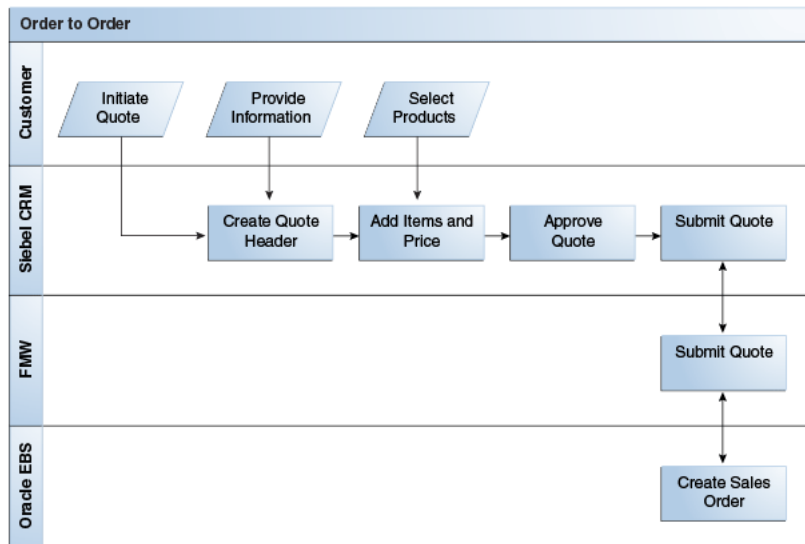 Order to Order
Customer
Initiate
Quote
Provide
Information
Select
Products
Siebel CRM
Create Quote
Header
Add Items and
Price
Approve
Quote
Submit Quote
FMW
Submit Quote
Oracle EBS
Create Sales
Order